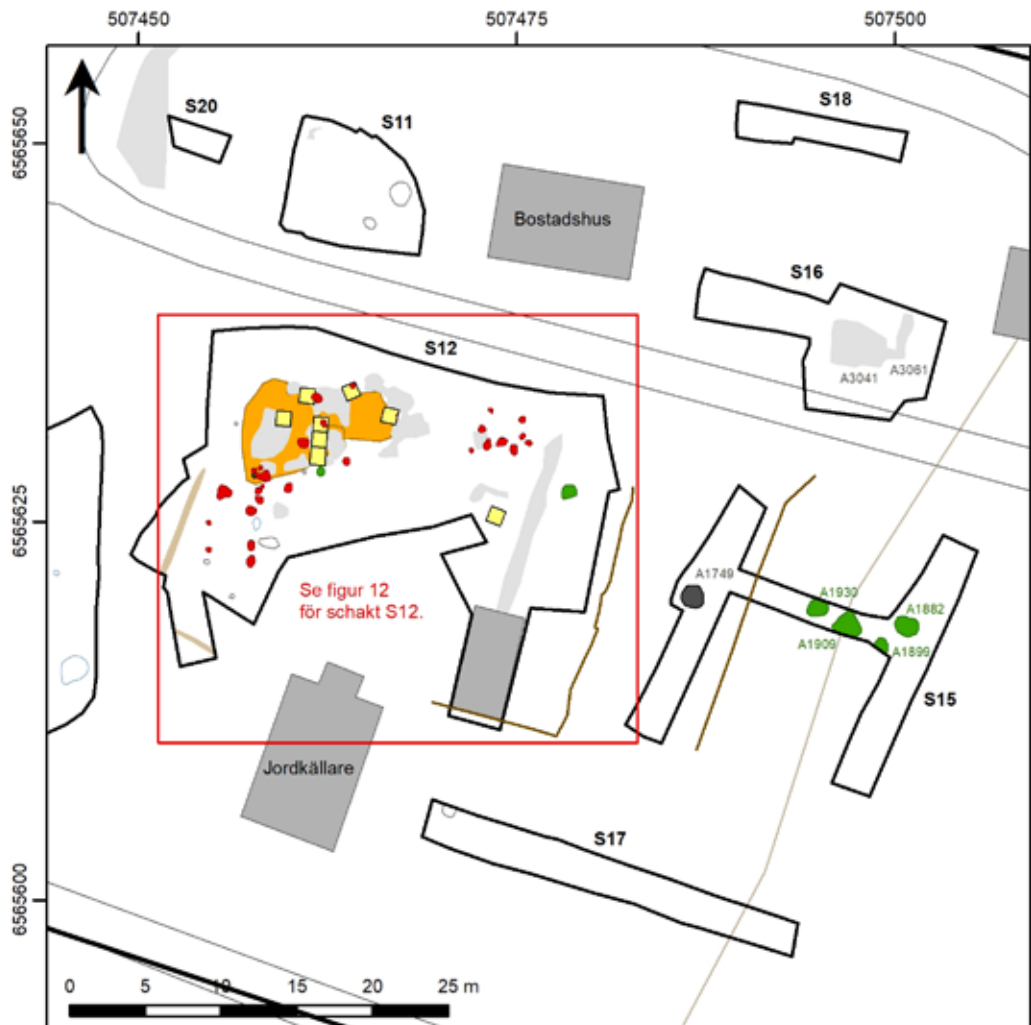 507450
507475
507500
6565650
6565625
6565600
S20
S11
S18
Bostadshus
S16
A3041
A3061
S12
Se figur 12
för schakt S12.
A1749
A1930
A1882
A1909
A1899
S15
Jordkällare
S17
0 5 10 15 20 25 m